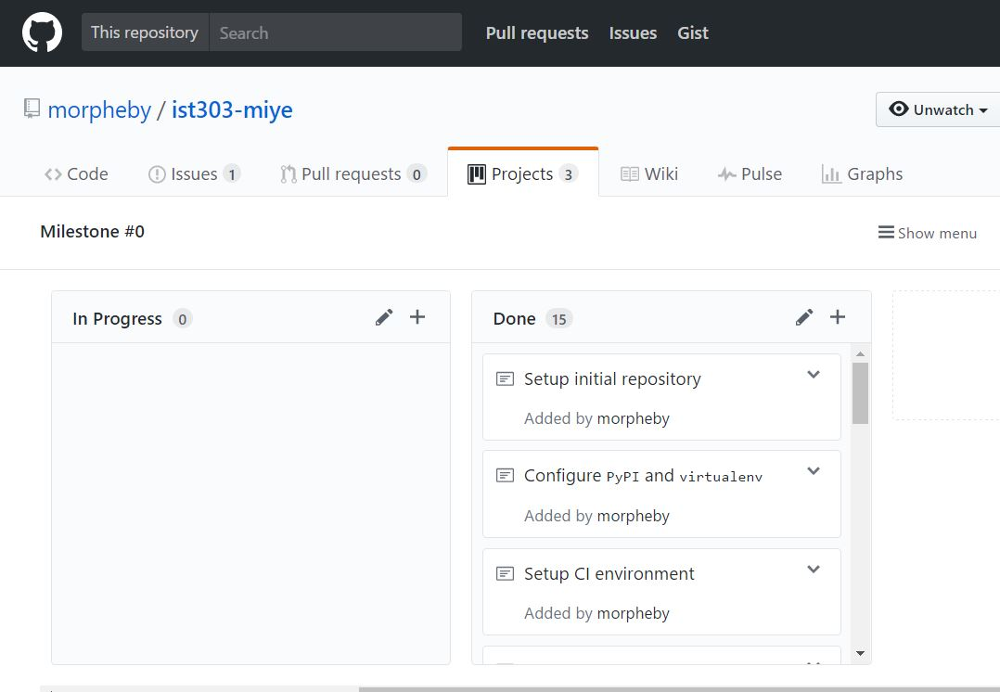 This repository Search Pull requests Issues Gist
morpheby / ist303-miye
Unwatch
Code Issues 1 Pull requests 0 Projects 3 Wiki Pulse Graphs
Milestone #0
Show menu
In Progress 0
Done 15
Setup initial repository
Added by morpheby
Configure PyPI and virtualenv
Added by morpheby
Setup CI environment
Added by morpheby